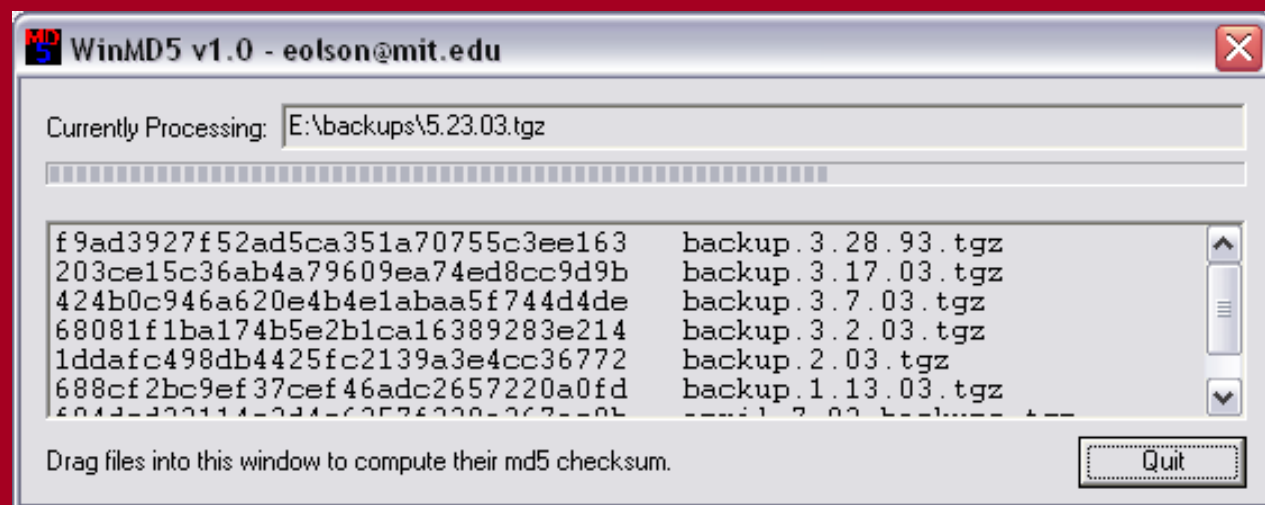 MD5
WinMD5 v1.0 - eolson@mit.edu
Currently Processing: E:\backups\5.23.03.tgz
f9ad3927f52ad5ca351a70755c3ee163 backup.3.28.93.tgz
203ce15c36ab4a79609ea74ed8cc9d9b backup.3.17.03.tgz
424b0c946a620e4b4e1abaa5f744d4de backup.3.7.03.tgz
68081f1ba174b5e2b1ca16389283e214 backup.3.2.03.tgz
1ddafc498db4425fc2139a3e4cc36772 backup.2.03.tgz
688cf2bc9ef37cef46adc2657220a0fd backup.1.13.03.tgz
Drag files into this window to compute their md5 checksum.
Quit